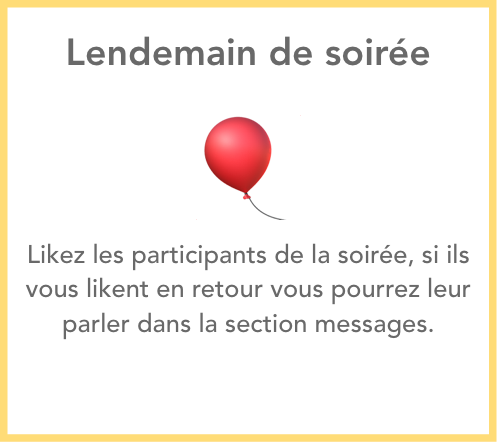 Lendemain de soirée
Likez les participants de la soirée, si ils
vous likent en retour vous pourrez leur
parler dans la section messages.